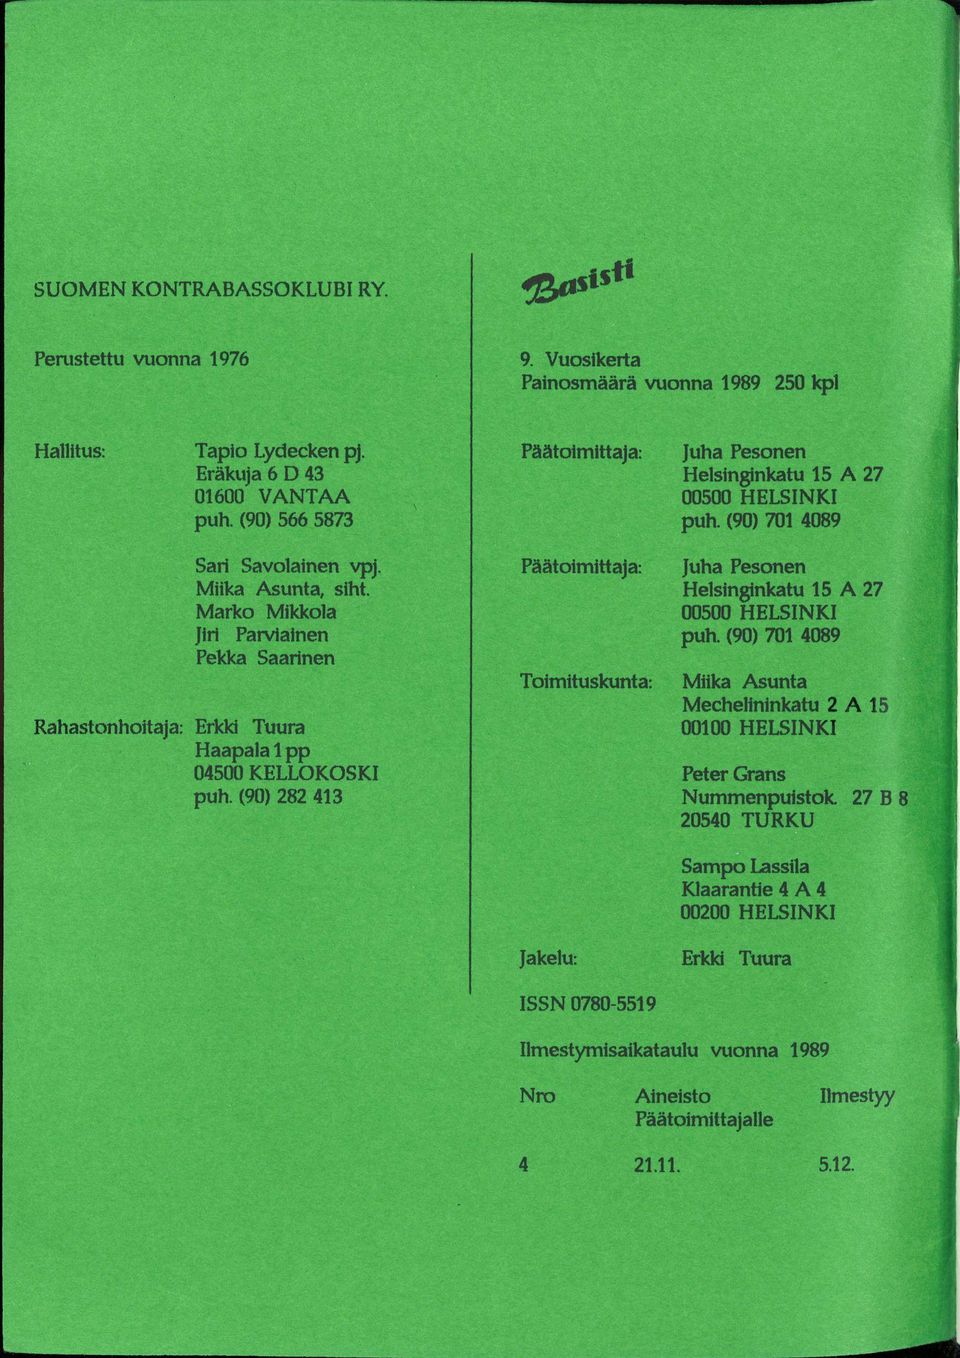 SUOMEN KONTRABASSOKLUBI RY.
Perustettu vuonna 1976
Hallitus: Tapio Lydecken pj.
Eräkuja 6 D 43
01600 VANTAA
puh. (90) 566 5873
Sari Savolainen vpj.
Miika Asunta, siht.
Marko Mikkola
Jiri Parviainen
Pekka Saarinen
Rahastonhoitaja: Erkki Tuura
Haapala 1 pp
04500 KELLOKOSKI
puh. (90) 282 413
Basisti
9. Vuosikerta
Painosmäärä vuonna 1989 250 kpl
Päätoimittaja: Juha Pesonen
Helsinginkatu 15 A 27
00500 HELSINKI
puh. (90) 701 4089
Päätoimittaja: Juha Pesonen
Helsinginkatu 15 A 27
00500 HELSINKI
puh. (90) 701 4089
Toimituskunta: Miika Asunta
Mechelininkatu 2 A 15
00100 HELSINKI
Peter Grans
Nummenpuistok. 27 B 8
20540 TURKU
Sampo Lassila
Klaarantie 4 A 4
00200 HELSINKI
Jakelu: Erkki Tuura
ISSN 0780-5519
Ilmestymisaikataulu vuonna 1989
Nro Aineisto Ilmestyy
Päätoimittajalle
4 21.11. 5.12.